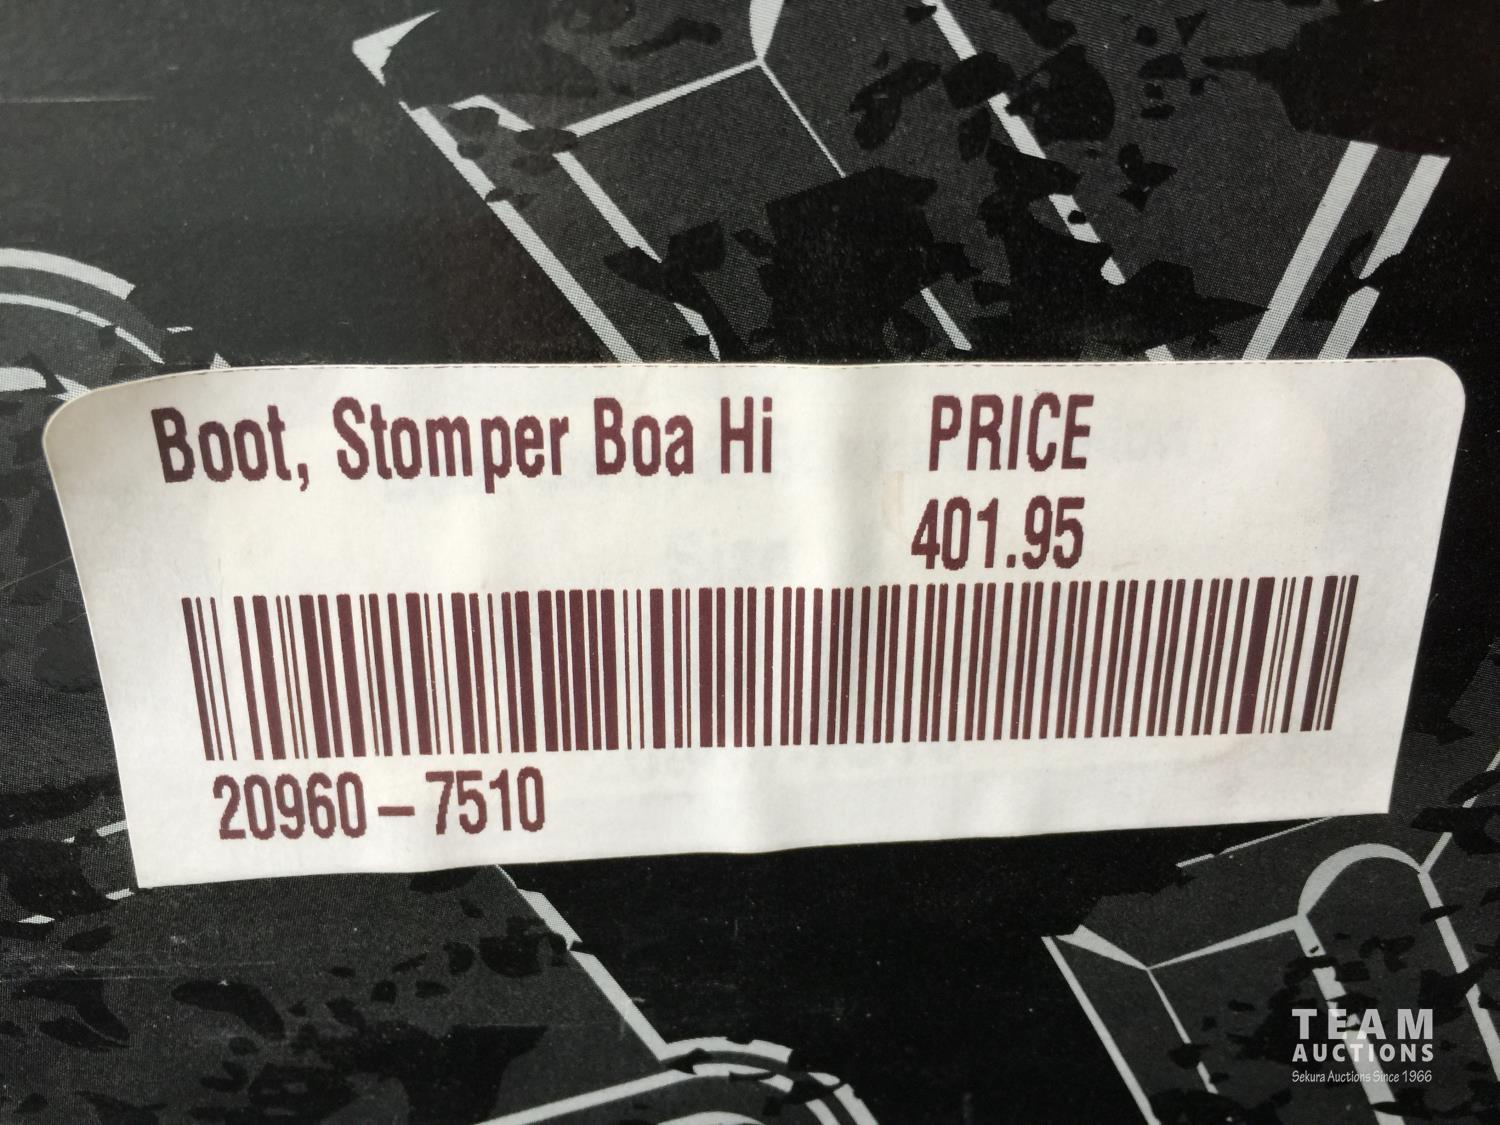 Boot, Stomper Boa Hi PRICE
401.95
20960-7510
TEAM
AUCTIONS
Sekura Auctions Since 1966